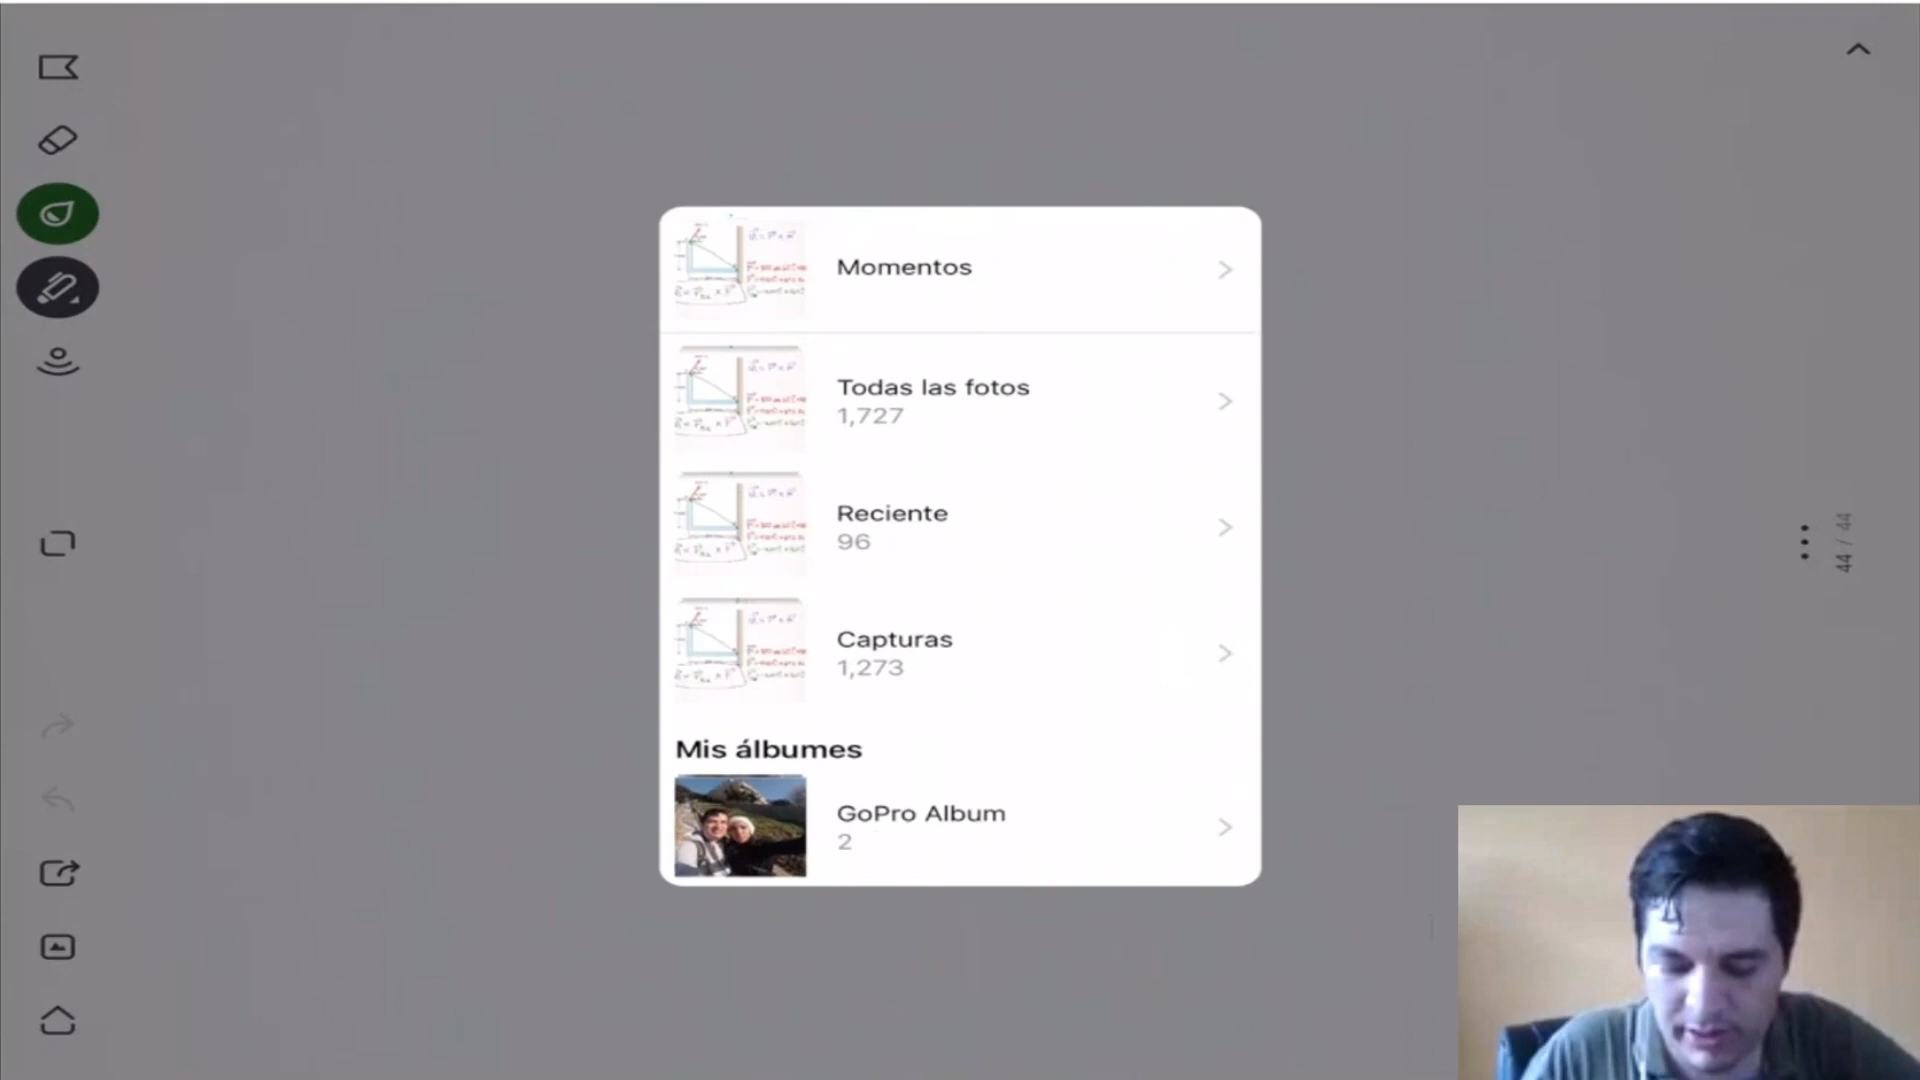 Momentos
Todas las fotos
1,727
Reciente
96
Capturas
1,273
Mis álbumes
GoPro Album
2
44 / 44